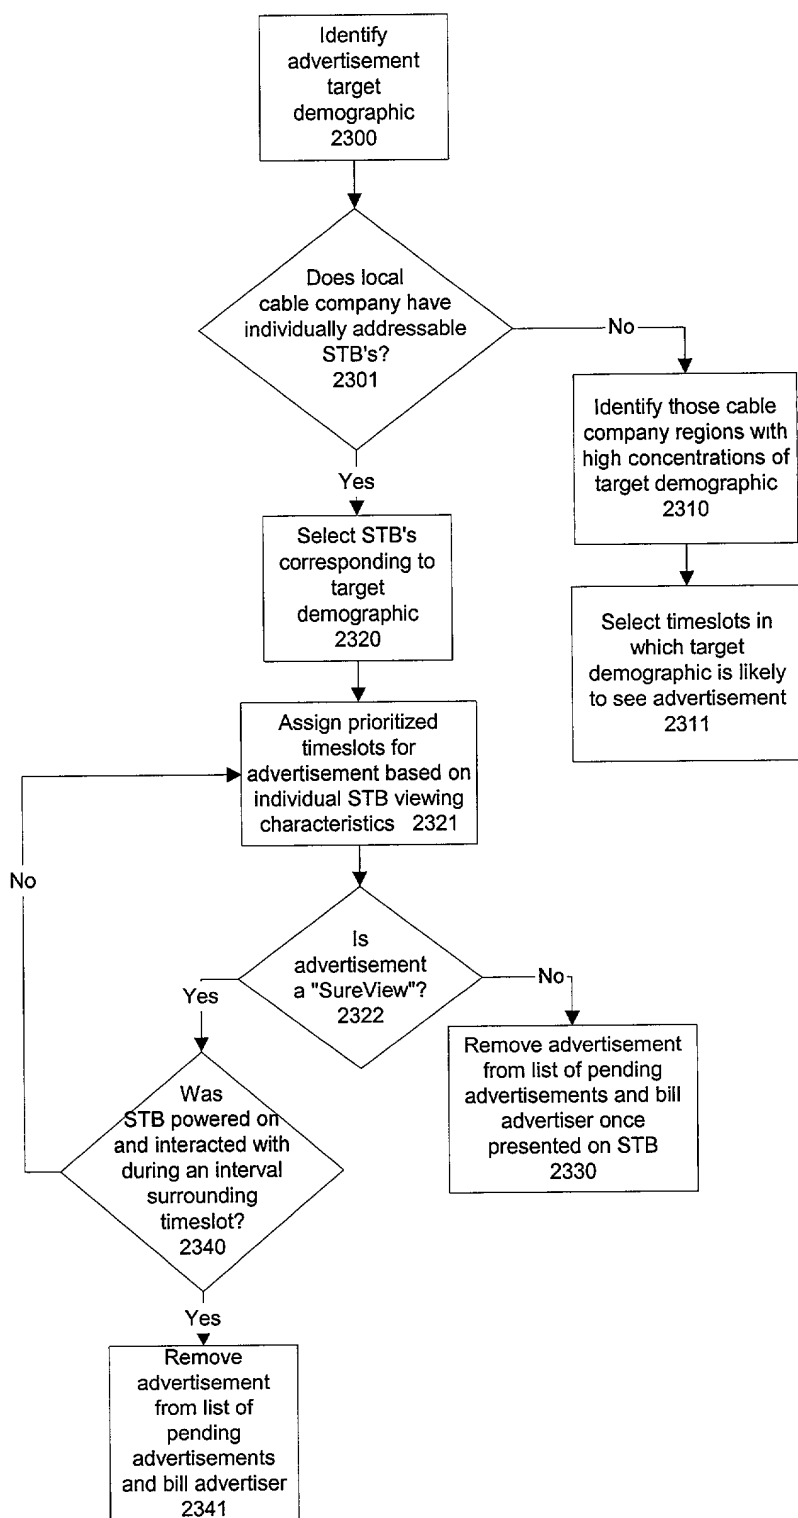 Identify
advertisement
target
demographic
2300
Does local
cable company have
individually addressable
STB's?
2301
No
Identify those cable
company regions with
high concentrations of
target demographic
2310
Yes
Select STB's
corresponding to
target
demographic
2320
Select timeslots in
which target
demographic is likely
to see advertisement
2311
Assign prioritized
timeslots for
advertisement based on
individual STB viewing
characteristics 2321
No
Is
advertisement
a "SureView"?
2322
Yes
No
Remove advertisement
from list of pending
advertisements and bill
advertiser once
presented on STB
2330
Was
STB powered on
and interacted with
during an interval
surrounding
timeslot?
2340
Yes
Remove
advertisement
from list of
pending
advertisements
and bill advertiser
2341